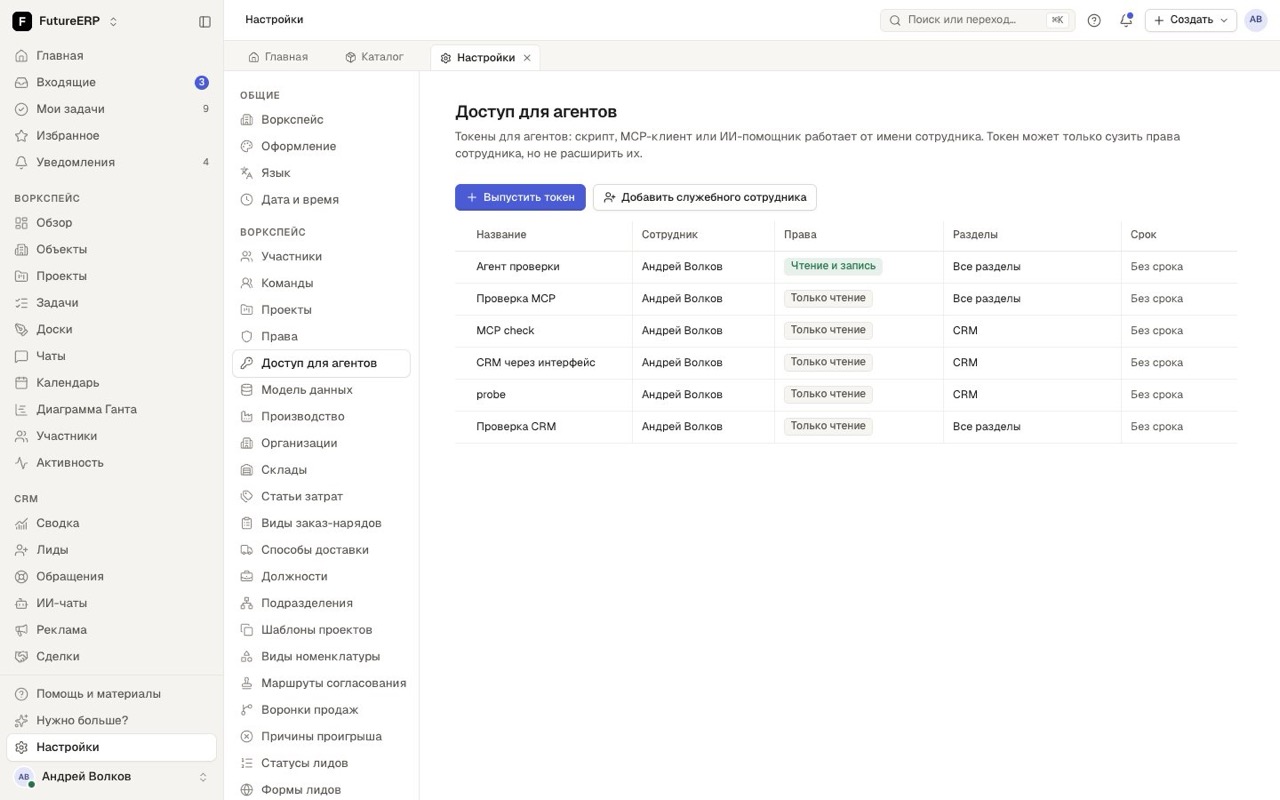 F FutureERP
Главная
Входящие 3
Мои задачи 9
Избранное
Уведомления 4
ВОРКСПЕЙС
Обзор
Объекты
Проекты
Задачи
Доски
Чаты
Календарь
Диаграмма Ганта
Участники
Активность
CRM
Сводка
Лиды
Обращения
ИИ-чаты
Реклама
Сделки
Помощь и материалы
Нужно больше?
Настройки
АВ Андрей Волков
Настройки
Поиск или переход... ⌘K
Создать
АВ
Главная
Каталог
Настройки
ОБЩИЕ
Воркспейс
Оформление
Язык
Дата и время
ВОРКСПЕЙС
Участники
Команды
Проекты
Права
Доступ для агентов
Модель данных
Производство
Организации
Склады
Статьи затрат
Виды заказ-нарядов
Способы доставки
Должности
Подразделения
Шаблоны проектов
Виды номенклатуры
Маршруты согласования
Воронки продаж
Причины проигрыша
Статусы лидов
Формы лидов
Доступ для агентов
Токены для агентов: скрипт, MCP-клиент или ИИ-помощник работает от имени сотрудника. Токен может только сузить права
сотрудника, но не расширить их.
Выпустить токен
Добавить служебного сотрудника
Название Сотрудник Права Разделы Срок
Агент проверки Андрей Волков Чтение и запись Все разделы Без срока
Проверка MCP Андрей Волков Только чтение Все разделы Без срока
MCP check Андрей Волков Только чтение CRM Без срока
CRM через интерфейс Андрей Волков Только чтение CRM Без срока
probe Андрей Волков Только чтение CRM Без срока
Проверка CRM Андрей Волков Только чтение Все разделы Без срока